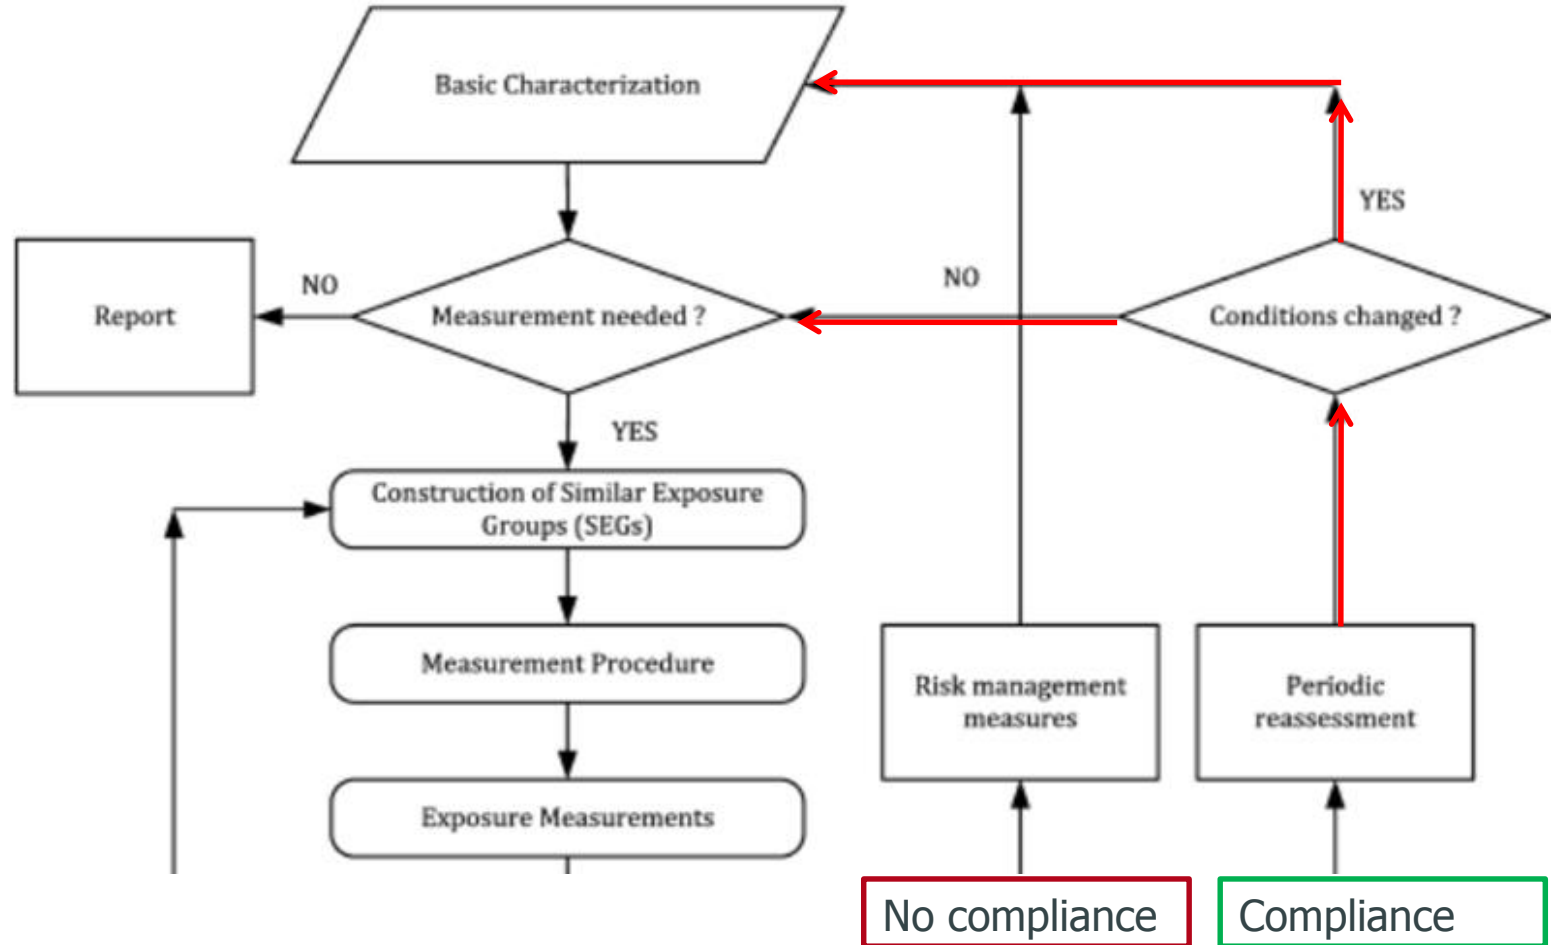 Basic Characterization
YES
NO
NO
Report
Measurement needed ?
Conditions changed ?
YES
Construction of Similar Exposure
Groups (SEGs)
Measurement Procedure
Risk management
measures
Periodic
reassessment
Exposure Measurements
No compliance
Compliance